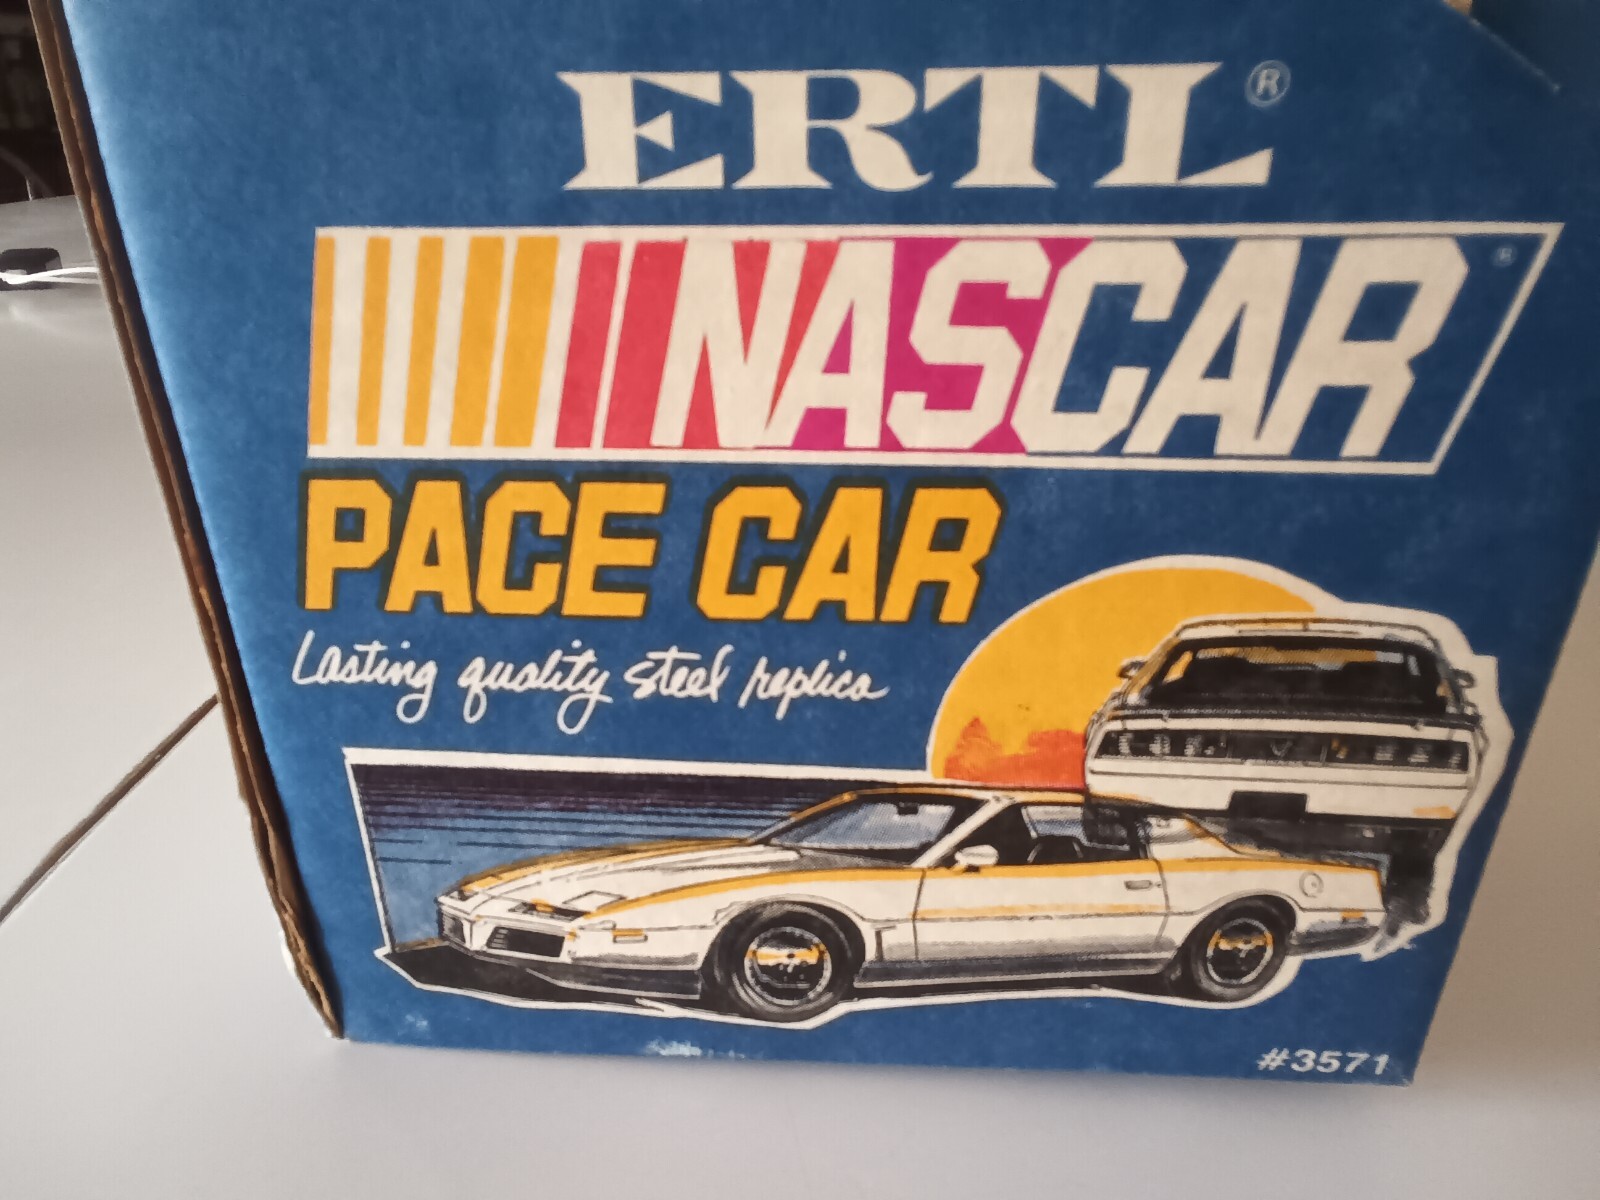 ERTL®
NASCAR®
PACE CAR
Lasting quality steel replica
#3571